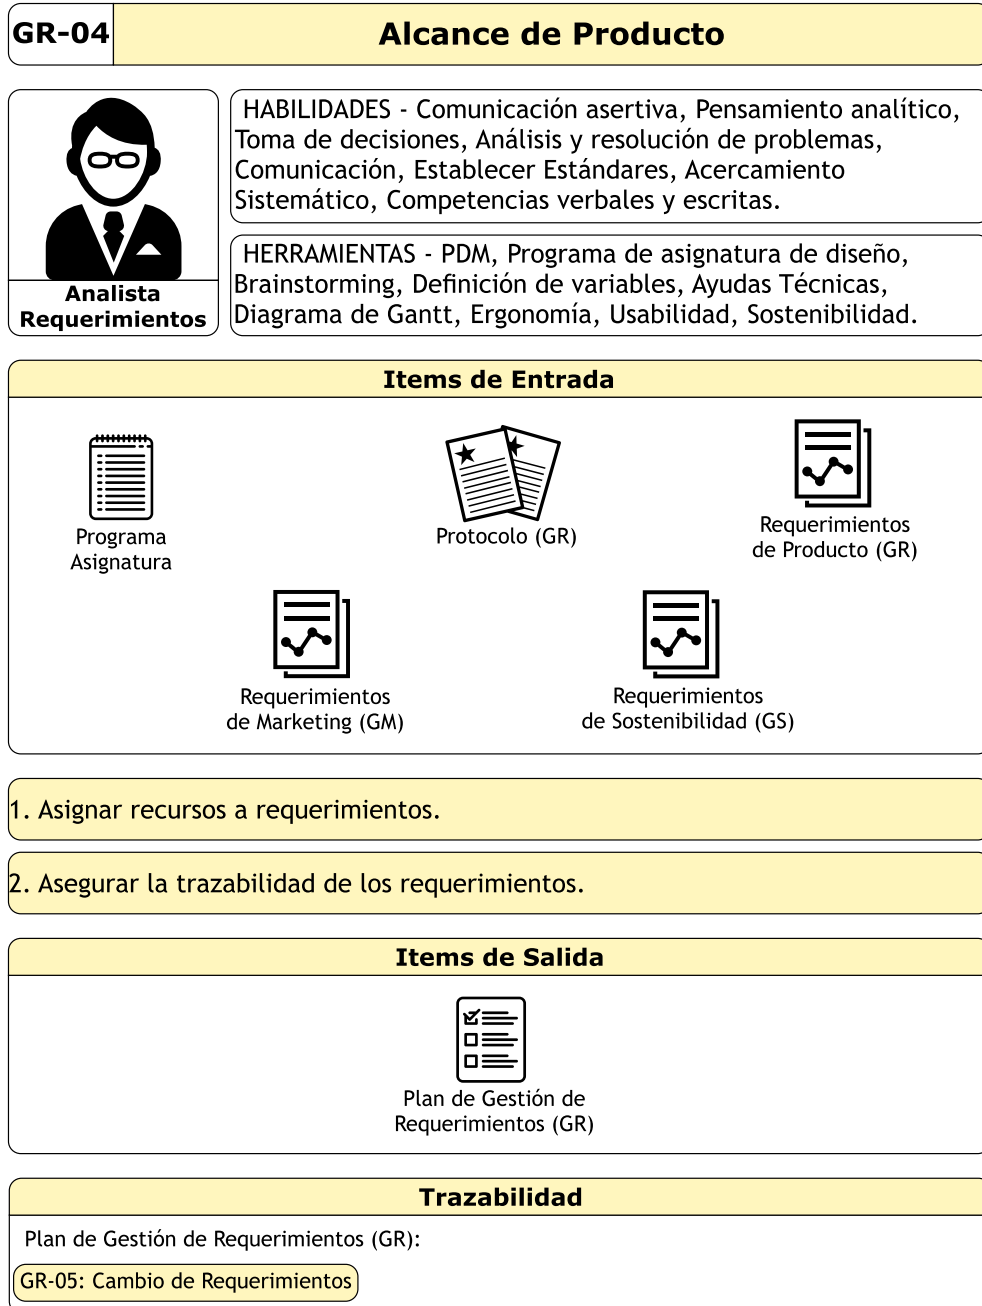 GR-04
Alcance de Producto
Analista
Requerimientos
HABILIDADES - Comunicación asertiva, Pensamiento analítico,
Toma de decisiones, Análisis y resolución de problemas,
Comunicación, Establecer Estándares, Acercamiento
Sistemático, Competencias verbales y escritas.
HERRAMIENTAS - PDM, Programa de asignatura de diseño,
Brainstorming, Definición de variables, Ayudas Técnicas,
Diagrama de Gantt, Ergonomía, Usabilidad, Sostenibilidad.
Items de Entrada
Programa
Asignatura
Protocolo (GR)
Requerimientos
de Producto (GR)
Requerimientos
de Marketing (GM)
Requerimientos
de Sostenibilidad (GS)
1. Asignar recursos a requerimientos.
2. Asegurar la trazabilidad de los requerimientos.
Items de Salida
Plan de Gestión de
Requerimientos (GR)
Trazabilidad
Plan de Gestión de Requerimientos (GR):
GR-05: Cambio de Requerimientos